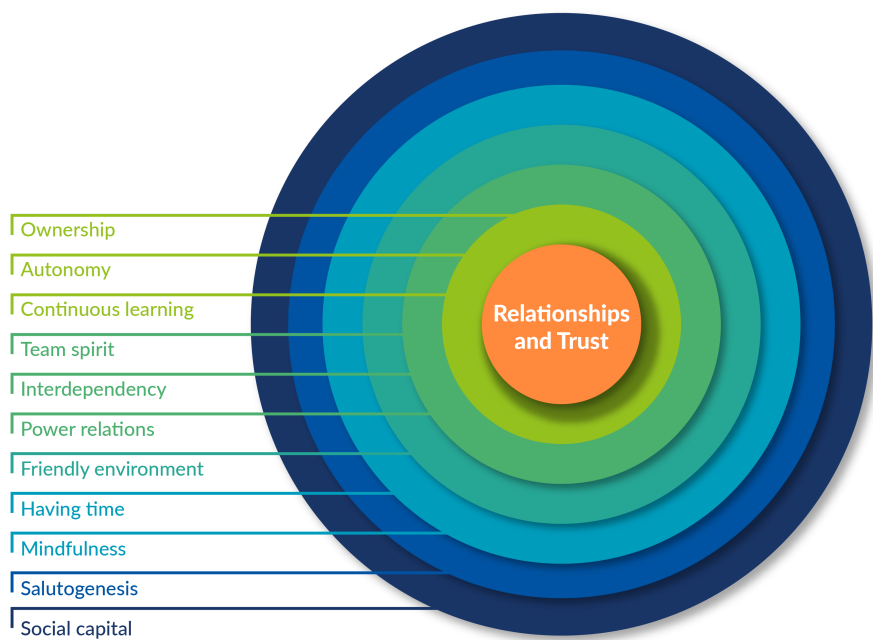 Ownership
Autonomy
Continuous learning
Team spirit
Interdependency
Power relations
Friendly environment
Having time
Mindfulness
Salutogenesis
Social capital
Relationships
and Trust